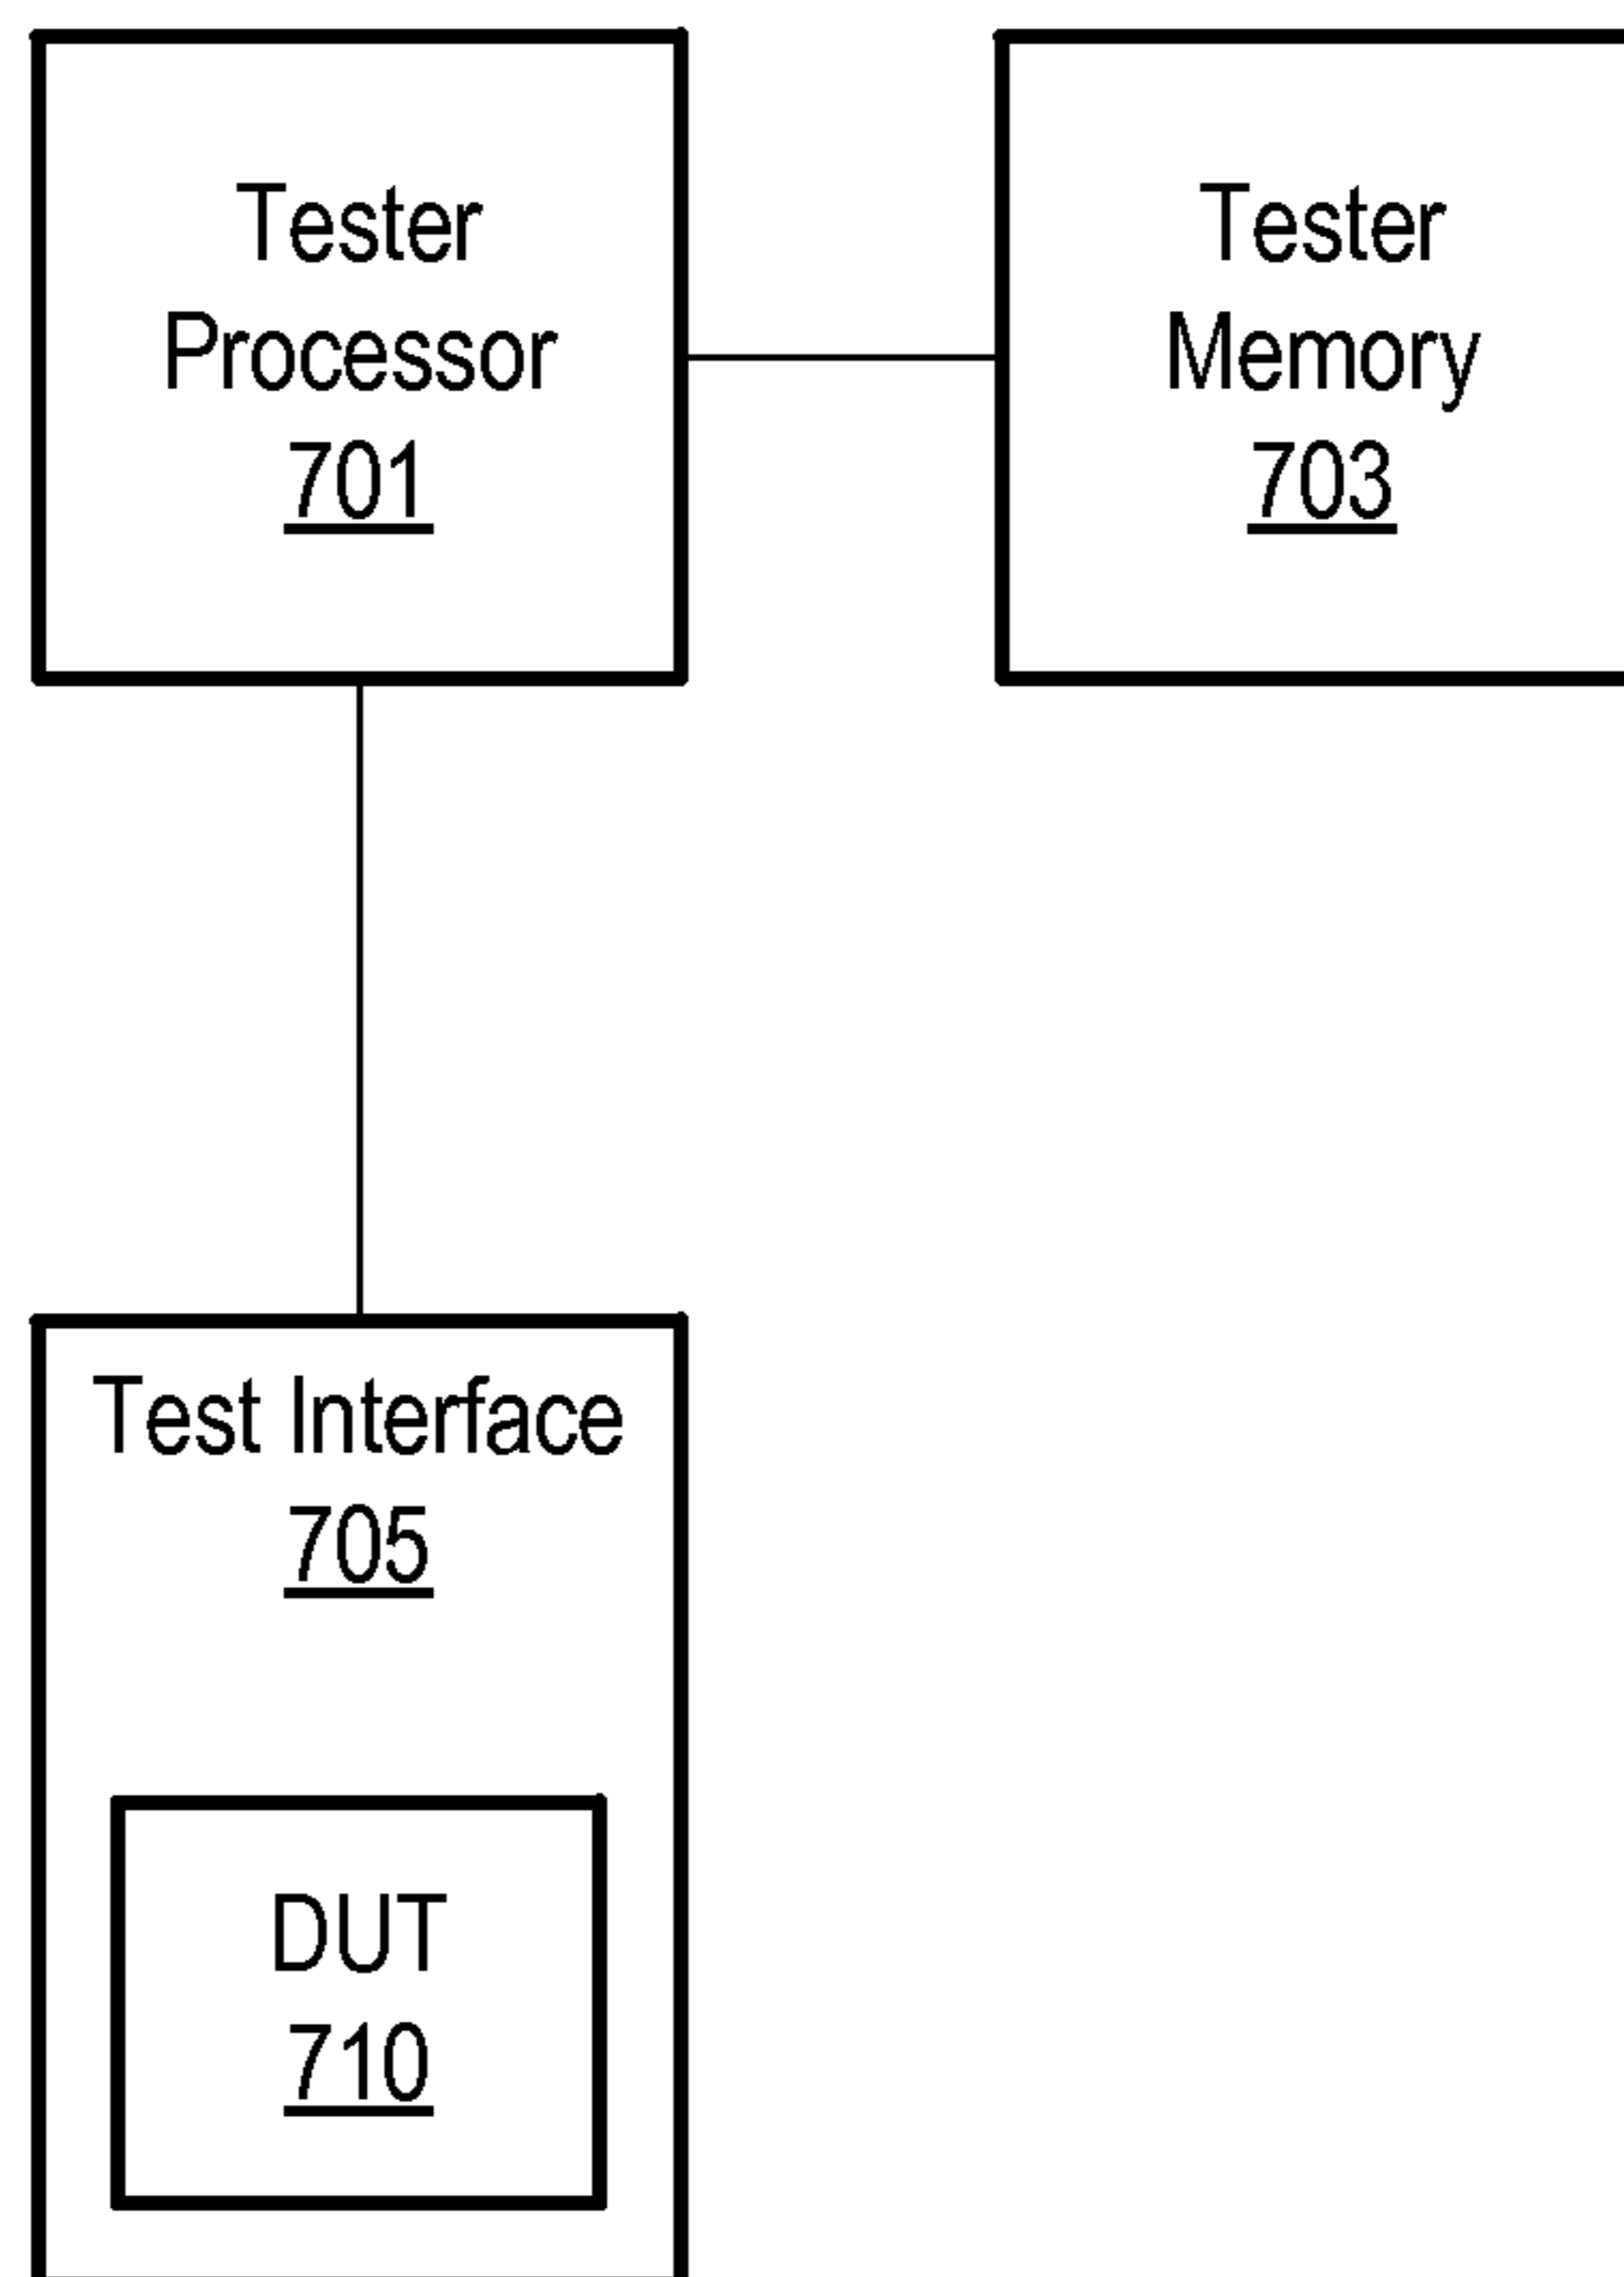 Tester
Processor
701
Tester
Memory
703
Test Interface
705
DUT
710